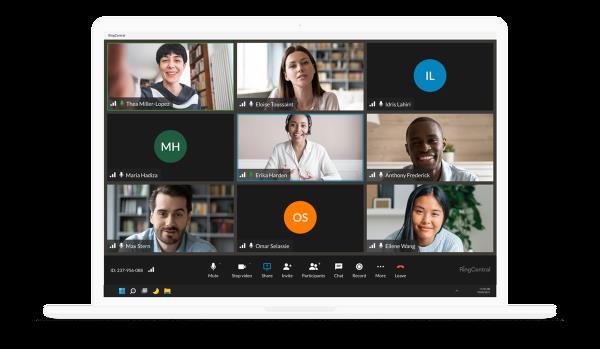 RingCentral
IL
Thea Miller-Lopez
Eloise Toussaint
Idris Lahiri
MH
Maria Hadiza
Erika Harden
Anthony Frederick
OS
Max Stern
Omar Selassie
Eilene Wang
ID: 237-956-088
Mute
Stop video
Share
Invite
Participants
Chat
Record
More
Leave
RingCentral